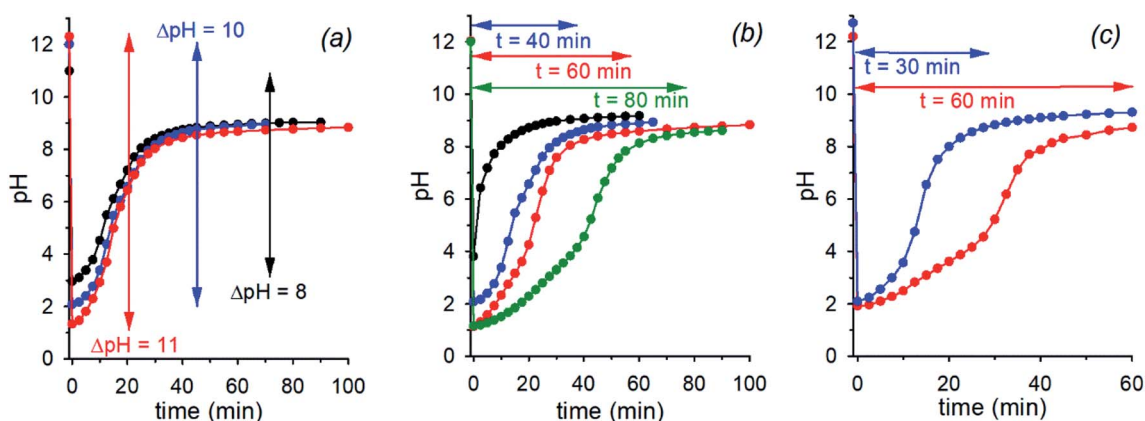 (a)
ΔpH = 10
ΔpH = 8
ΔpH = 11
pH
12
10
8
6
4
2
0
0 20 40 60 80 100
time (min)
(b)
t = 40 min
t = 60 min
t = 80 min
pH
12
10
8
6
4
2
0
0 20 40 60 80 100
time (min)
(c)
t = 30 min
t = 60 min
pH
12
10
8
6
4
2
0
0 20 40 60
time (min)